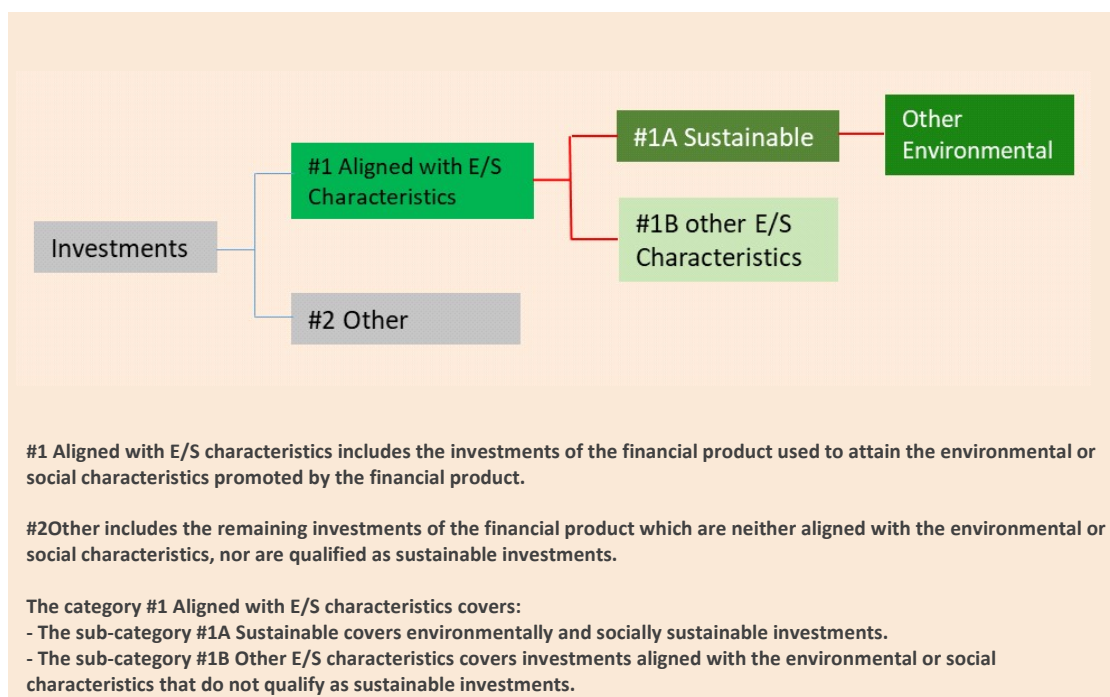 Investments
#1 Aligned with E/S
Characteristics
#2 Other
#1A Sustainable
#1B other E/S
Characteristics
Other
Environmental
#1 Aligned with E/S characteristics includes the investments of the financial product used to attain the environmental or
social characteristics promoted by the financial product.
#2Other includes the remaining investments of the financial product which are neither aligned with the environmental or
social characteristics, nor are qualified as sustainable investments.
The category #1 Aligned with E/S characteristics covers:
- The sub-category #1A Sustainable covers environmentally and socially sustainable investments.
- The sub-category #1B Other E/S characteristics covers investments aligned with the environmental or social
characteristics that do not qualify as sustainable investments.